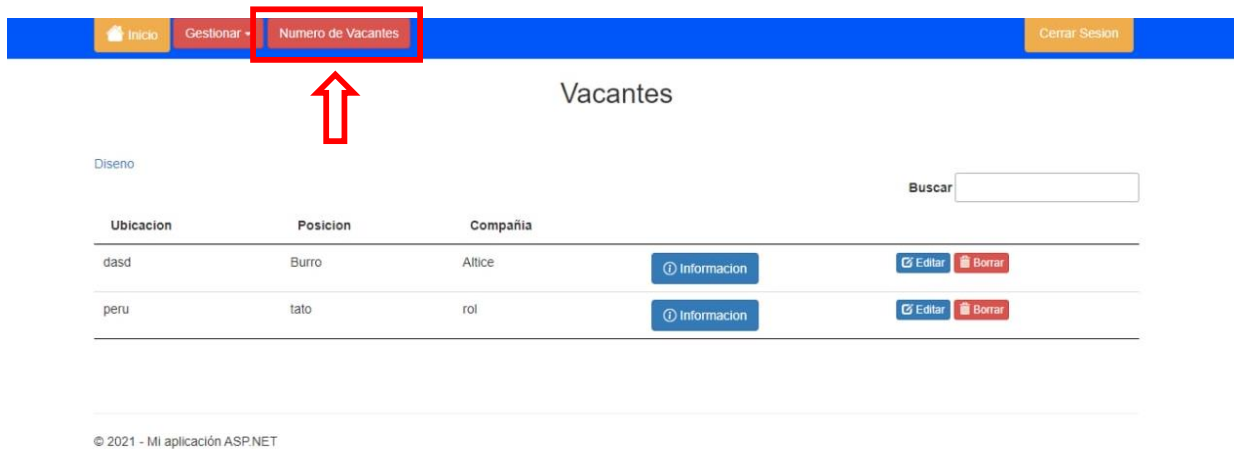 Inicio Gestionar Numero de Vacantes Cerrar Sesion
Vacantes
Diseno
Buscar
Ubicacion Posicion Compañia
dasd Burro Altice Informacion Editar Borrar
peru tato rol Informacion Editar Borrar
© 2021 - Mi aplicación ASP.NET